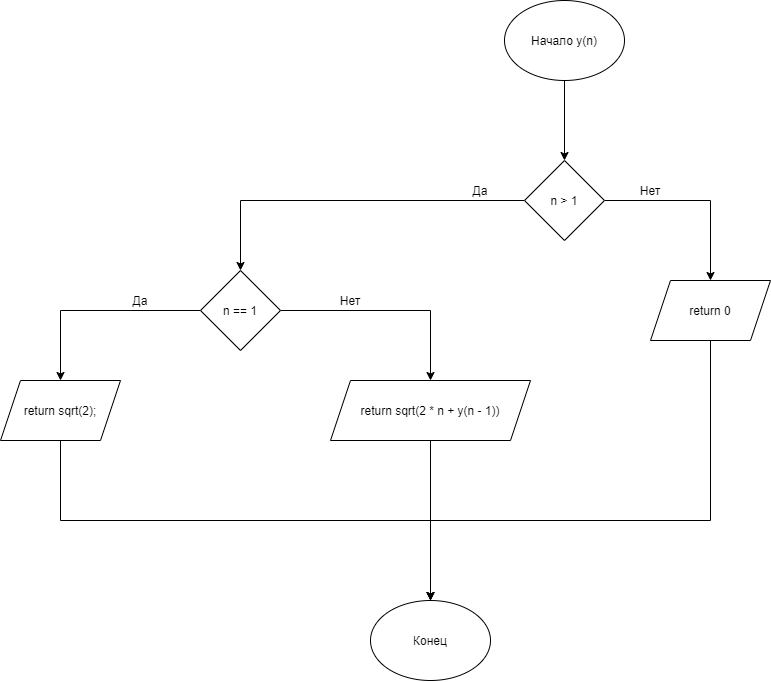 Начало y(n)
Да
n > 1
Нет
Да
n == 1
Нет
return 0
return sqrt(2);
return sqrt(2 * n + y(n - 1))
Конец